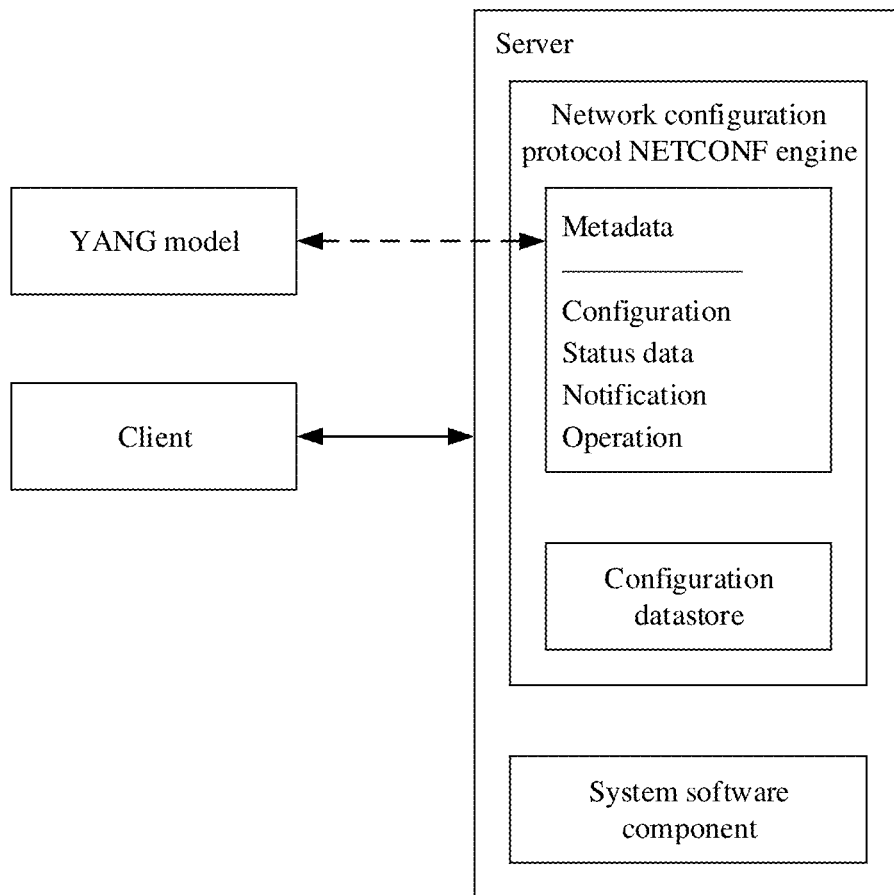 Server
Network configuration
protocol NETCONF engine
YANG model
Metadata
Configuration
Status data
Notification
Operation
Client
Configuration
datastore
System software
component